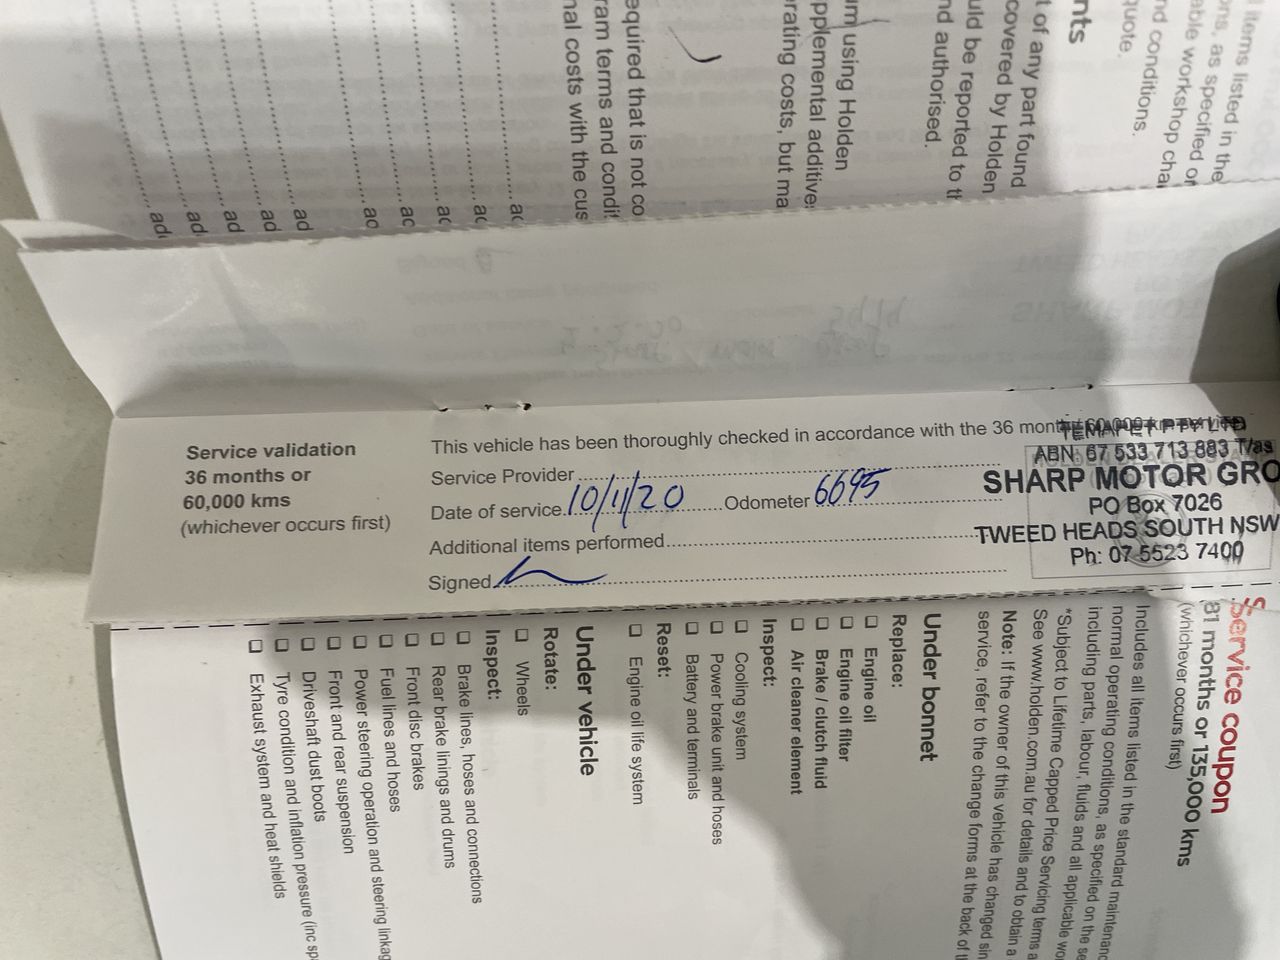 items listed in the
ons, as specified or
able workshop cha
nd conditions.
quote.
nts
t of any part found
covered by Holden
uld be reported to th
nd authorised.
um using Holden
pplemental additive
rating costs, but ma
equired that is not co
ram terms and condit
nal costs with the cus
Service validation
36 months or
60,000 kms
(whichever occurs first)
This vehicle has been thoroughly checked in accordance with the 36 month
Service Provider
Date of service 10/11/20 Odometer 6695
Additional items performed
Signed
TEMAPET PTY LTD
ABN: 67 533 713 883 T/as
SHARP MOTOR GRO
PO Box 7026
TWEED HEADS SOUTH NSW
Ph: 07 5523 7400
Service coupon
81 months or 135,000 kms
(whichever occurs first)
Includes all items listed in the standard maintenanc
normal operating conditions, as specified on the se
including parts, labour, fluids and all applicable wo
*Subject to Lifetime Capped Price Servicing terms a
See www.holden.com.au for details and to obtain a
Note: If the owner of this vehicle has changed sin
service, refer to the change forms at the back of t
Under bonnet
Replace:
Engine oil
Engine oil filter
Brake / clutch fluid
Air cleaner element
Inspect:
Cooling system
Power brake unit and hoses
Battery and terminals
Reset:
Engine oil life system
Under vehicle
Rotate:
Wheels
Inspect:
Brake lines, hoses and connections
Rear brake linings and drums
Front disc brakes
Fuel lines and hoses
Power steering operation and steering linkag
Front and rear suspension
Driveshaft dust boots
Tyre condition and inflation pressure (inc sp
Exhaust system and heat shields